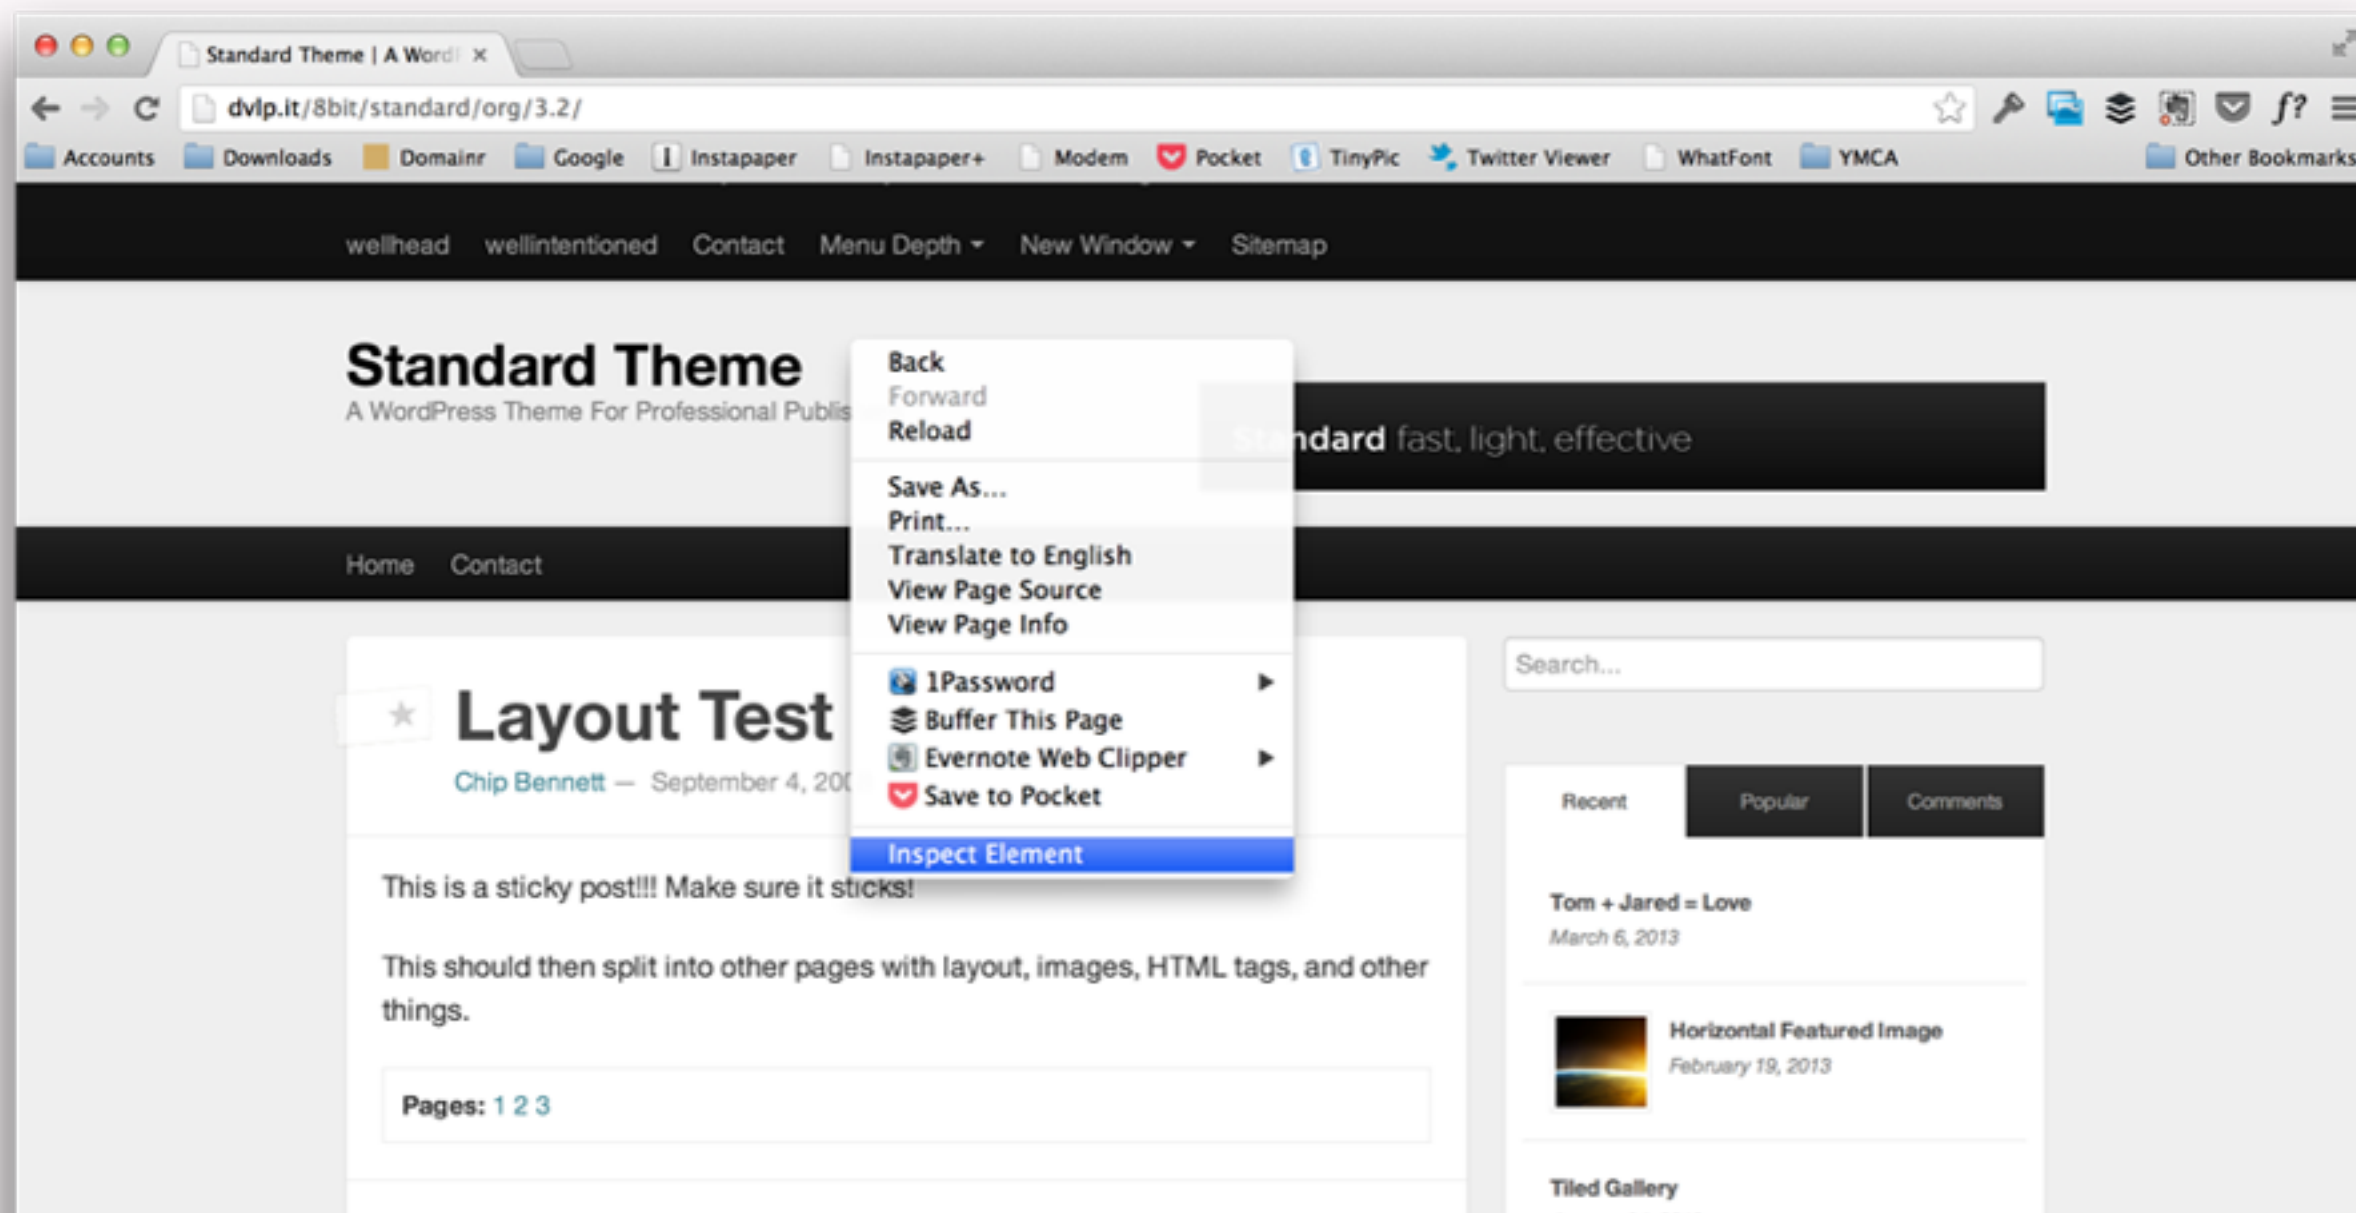 Standard Theme | A Word
dvlp.it/8bit/standard/org/3.2/
f?
Accounts Downloads Domainr Google Instapaper Instapaper+ Modem Pocket TinyPic Twitter Viewer WhatFont YMCA Other Bookmarks
wellhead wellintentioned Contact Menu Depth New Window Sitemap
Standard Theme
A WordPress Theme For Professional
Standard fast, light, effective
Back
Forward
Reload
Save As...
Print...
Translate to English
View Page Source
View Page Info
1Password
Buffer This Page
Evernote Web Clipper
Save to Pocket
Inspect Element
Home Contact
Layout Test
Chip Bennett — September 4,
This is a sticky post!!! Make sure it sticks!
This should then split into other pages with layout, images, HTML tags, and other
things.
Pages: 1 2 3
Search...
Recent Popular Comments
Tom + Jared = Love
March 6, 2013
Horizontal Featured Image
February 19, 2013
Tiled Gallery